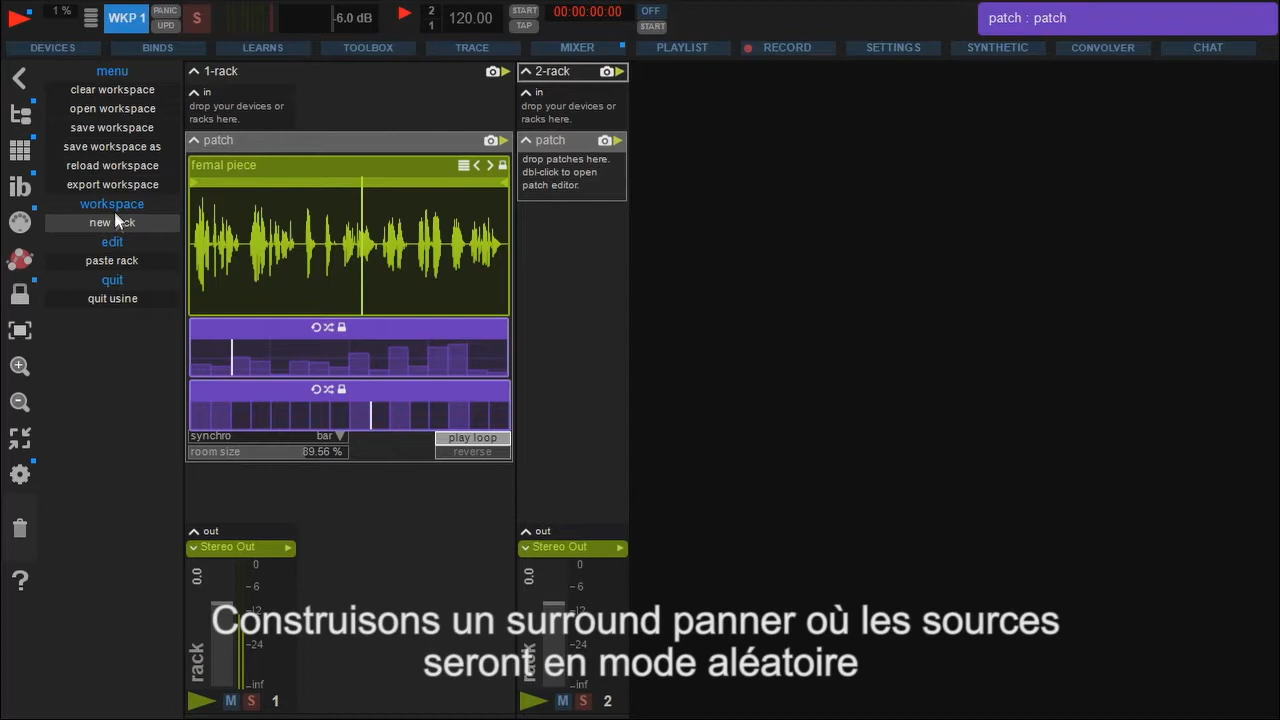 1 %
WKP 1
PANIC
UPD
S
-6.0 dB
2
1
120.00
START
TAP
00:00:00:00
OFF
START
patch : patch
DEVICES
BINDS
LEARNS
TOOLBOX
TRACE
MIXER
PLAYLIST
RECORD
SETTINGS
SYNTHETIC
CONVOLVER
CHAT
menu
clear workspace
open workspace
save workspace
save workspace as
reload workspace
export workspace
workspace
edit
paste rack
quit
quit usine
ib
?
1-rack
in
drop your devices or
racks here.
patch
femal piece
synchro
bar
play loop
room size
89.56 %
reverse
out
Stereo Out
0.0
0
-6
-12
-24
-inf
rack
M
S
1
2-rack
in
drop your devices or
racks here.
patch
drop patches here.
dbl-click to open
patch editor.
out
Stereo Out
0.0
0
-6
-12
-24
-inf
rack
M
S
2
Construisons un surround panner où les sources
seront en mode aléatoire